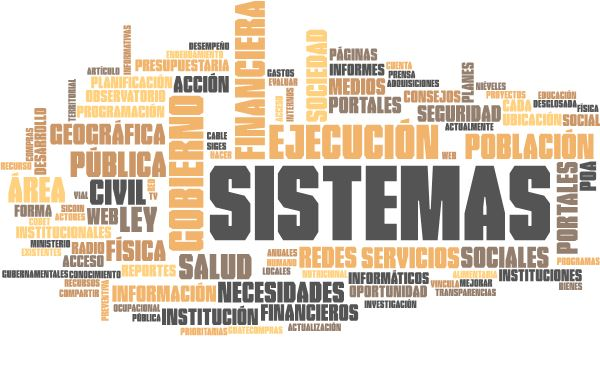 INFORMATIVAS
DESEMPEÑO
ENDEUDAMIENTO
PRESUPUESTARIA
FINANCIERA
SOCIEDAD
PÁGINAS
INFORMES
CUENTA
PRENSA
ADQUISICIONES
PLANES
NIÉVELES
ARTÍCULO
PLANIFICACIÓN
ACCIÓN
GASTOS
EVALUAR
MEDIOS
CONSEJOS
PROYECTOS
EDUCACIÓN
OBSERVATORIO
TERRITORIAL
GOBIERNO
ACCESO
INTERNOS
PORTALES
SEGURIDAD
CADA
DESGLOSADA
FÍSICA
PROGRAMACIÓN
DESARROLLO
COMPRAS
UBICACIÓN
SOCIAL
ACTUALMENTE
GEOGRÁFICA
CABLE
SIGES
HACER
EJECUCIÓN
WEB
POBLACIÓN
RECURSO
PÚBLICA
RED
TV
SISTEMAS
PORTALES
POA
ÁREA
VIAL
CIVIL
FORMA
SICOIN
ACTORES
WEB
LEY
INSTITUCIONALES
MINISTERIO
EXISTENTES
RADIO
ACCESO
FÍSICA
ANUALES
HUMANO
LOCALES
REDES
SERVICIOS
SOCIALES
PROGRAMAS
GUBERNAMENTALES
CONOCIMIENTO
REPORTES
SALUD
NUTRICIONAL
INFORMÁTICOS
ALIMENTARIA
INSTITUCIONES
RECURSOS
COMPARTIR
PREVENTIVA
INFORMACIÓN
NECESIDADES
OPORTUNIDAD
VINCULA
MEJORAR
BIENES
TRANSPARENCIAS
OCUPACIONAL
PÚBLICA
INSTITUCIÓN
FINANCIEROS
INVESTIGACIÓN
PRIORITARIAS
GUATECOMPRAS
ACTUALIZACIÓN